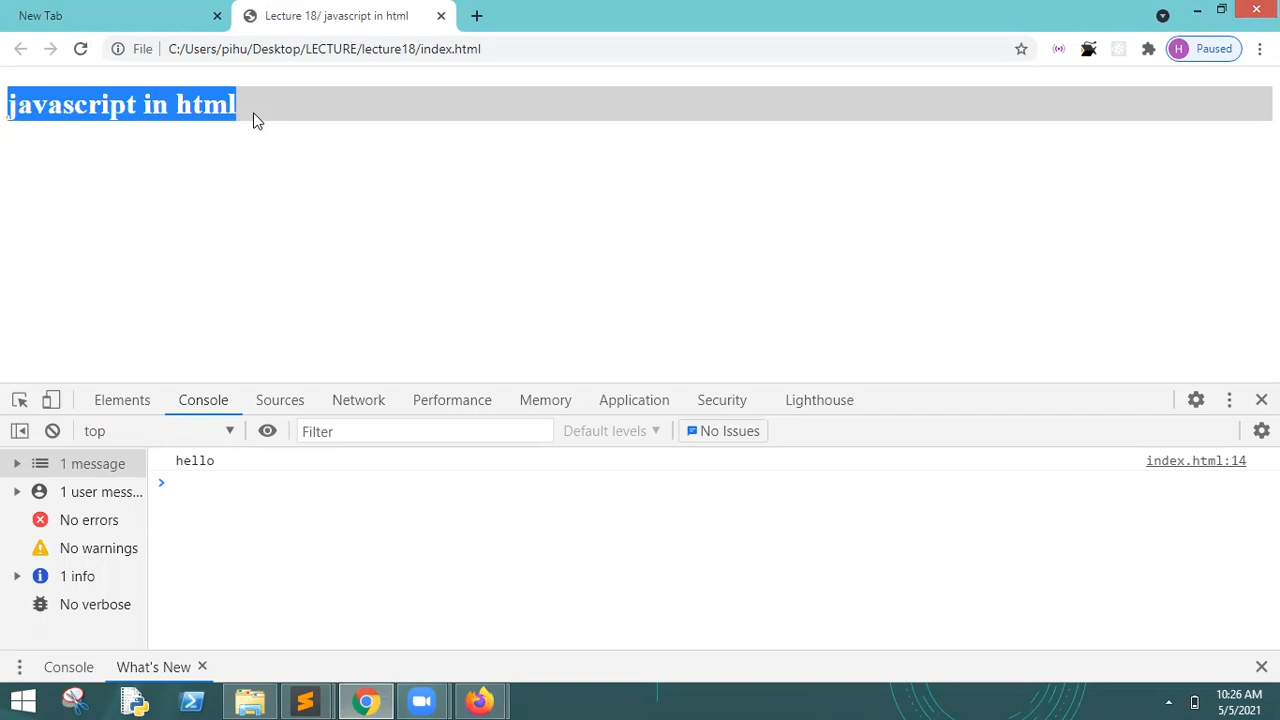 New Tab
Lecture 18/ javascript in html
File
C:/Users/pihu/Desktop/LECTURE/lecture18/index.html
H Paused
javascript in html
Elements Console Sources Network Performance Memory Application Security Lighthouse
top
Filter
Default levels
No Issues
1 message
hello
index.html:14
>
1 user mess...
No errors
No warnings
1 info
No verbose
Console What's New
10:26 AM
5/5/2021